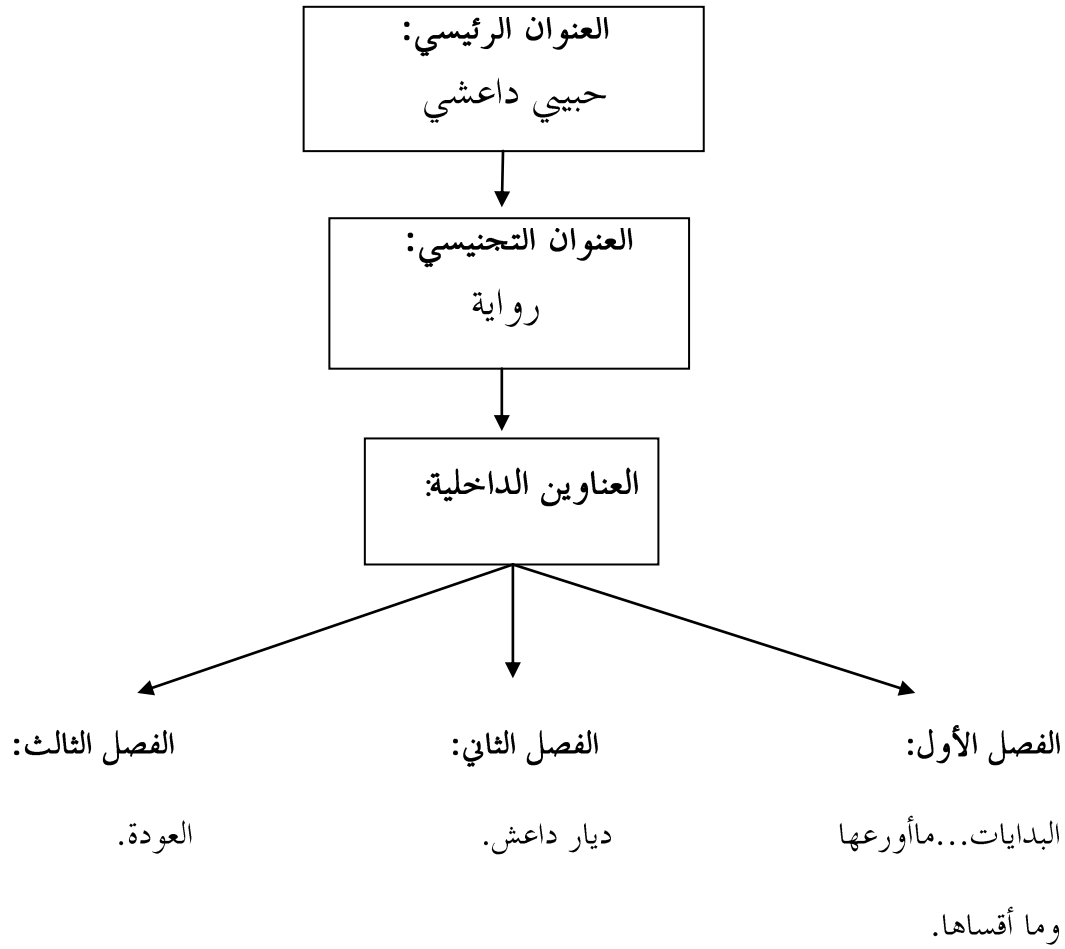 العنوان الرئيسي:
حبيبي داعشي
العنوان التجنيسي:
رواية
العناوين الداخلية:
الفصل الأول:
البدايات...ماأورعها
وما أقساها.
الفصل الثاني:
ديار داعش.
الفصل الثالث:
العودة.